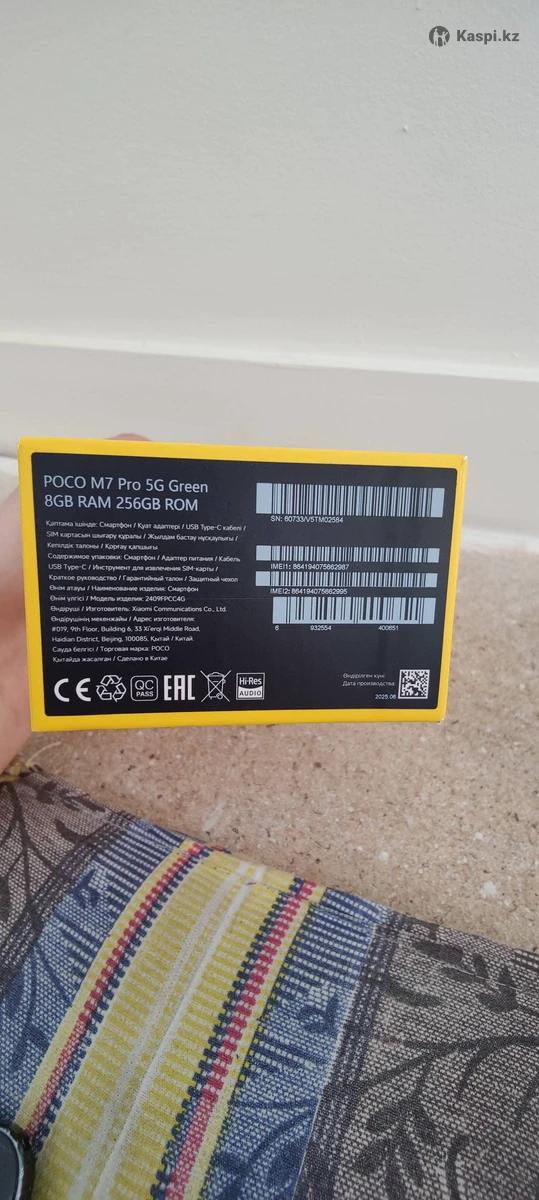 Kaspi.kz
POCO M7 Pro 5G Green
8GB RAM 256GB ROM
Қаптама ішінде: Смартфон / Қуат адаптері / USB Type-C кабелі /
SIM картасын шығару құралы / Жылдам бастау нұсқаулығы /
Кепілдік талоны / Қорғау қапшығы
Содержимое упаковки: Смартфон / Адаптер питания / Кабель
USB Type-C / Инструмент для извлечения SIM-карты /
Краткое руководство / Гарантийный талон / Защитный чехол
Өнім атауы / Наименование изделия: Смартфон
Өнім үлгісі / Модель изделия: 2409FPCC4G
Өндіруші / Изготовитель: Xiaomi Communications Co., Ltd.
Өндірушінің мекенжайы / Адрес изготовителя:
#019, 9th Floor, Building 6, 33 Xi'erqi Middle Road,
Haidian District, Beijing, 100085, Қытай / Китай
Сауда белгісі / Торговая марка: POCO
Қытайда жасалған / Сделано в Китае
SN: 60733/V5TM02584
IMEI1: 864194075662987
IMEI2: 864194075662995
6 932554 400651
CE
QC
PASS
EAC
Hi-Res
AUDIO
Өндірілген күні
Дата производства:
2025.08